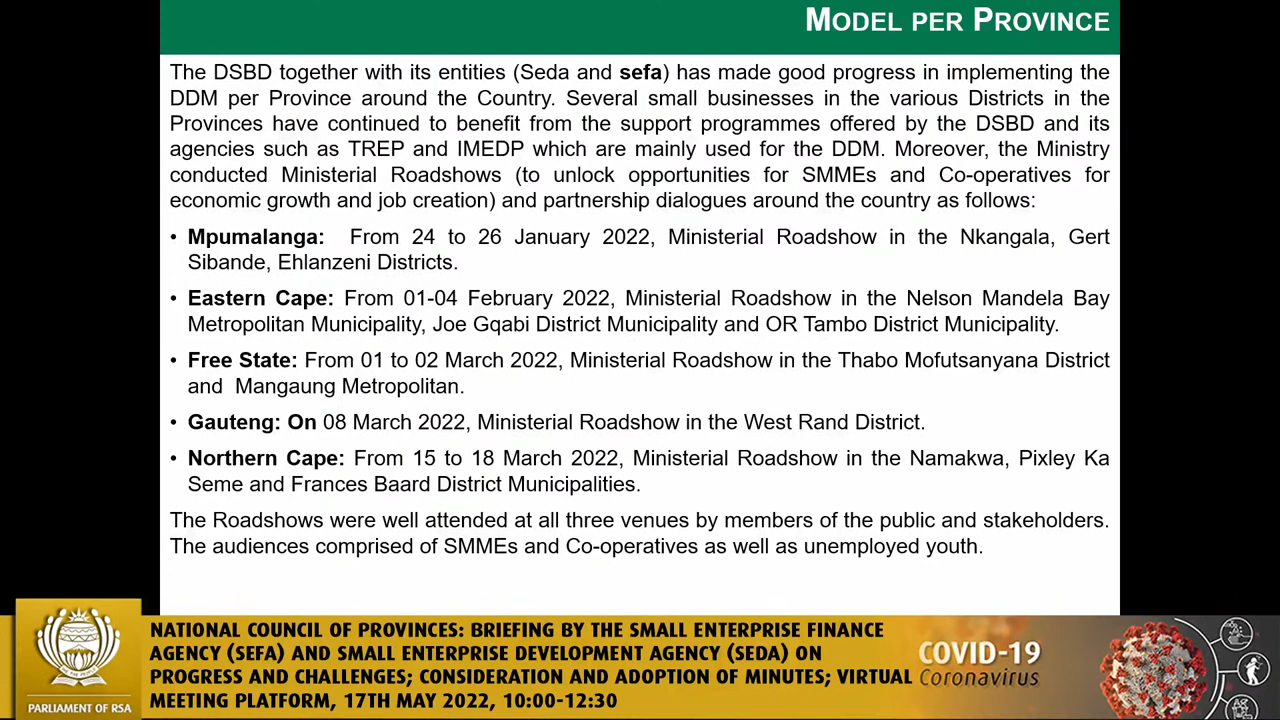 MODEL PER PROVINCE
The DSBD together with its entities (Seda and sefa) has made good progress in implementing the
DDM per Province around the Country. Several small businesses in the various Districts in the
Provinces have continued to benefit from the support programmes offered by the DSBD and its
agencies such as TREP and IMEDP which are mainly used for the DDM. Moreover, the Ministry
conducted Ministerial Roadshows (to unlock opportunities for SMMEs and Co-operatives for
economic growth and job creation) and partnership dialogues around the country as follows:
• Mpumalanga: From 24 to 26 January 2022, Ministerial Roadshow in the Nkangala, Gert
Sibande, Ehlanzeni Districts.
• Eastern Cape: From 01-04 February 2022, Ministerial Roadshow in the Nelson Mandela Bay
Metropolitan Municipality, Joe Gqabi District Municipality and OR Tambo District Municipality.
• Free State: From 01 to 02 March 2022, Ministerial Roadshow in the Thabo Mofutsanyana District
and Mangaung Metropolitan.
• Gauteng: On 08 March 2022, Ministerial Roadshow in the West Rand District.
• Northern Cape: From 15 to 18 March 2022, Ministerial Roadshow in the Namakwa, Pixley Ka
Seme and Frances Baard District Municipalities.
The Roadshows were well attended at all three venues by members of the public and stakeholders.
The audiences comprised of SMMEs and Co-operatives as well as unemployed youth.
NATIONAL COUNCIL OF PROVINCES: BRIEFING BY THE SMALL ENTERPRISE FINANCE
AGENCY (SEFA) AND SMALL ENTERPRISE DEVELOPMENT AGENCY (SEDA) ON
PROGRESS AND CHALLENGES; CONSIDERATION AND ADOPTION OF MINUTES; VIRTUAL
MEETING PLATFORM, 17TH MAY 2022, 10:00-12:30
PARLIAMENT OF RSA
COVID-19
Coronavirus